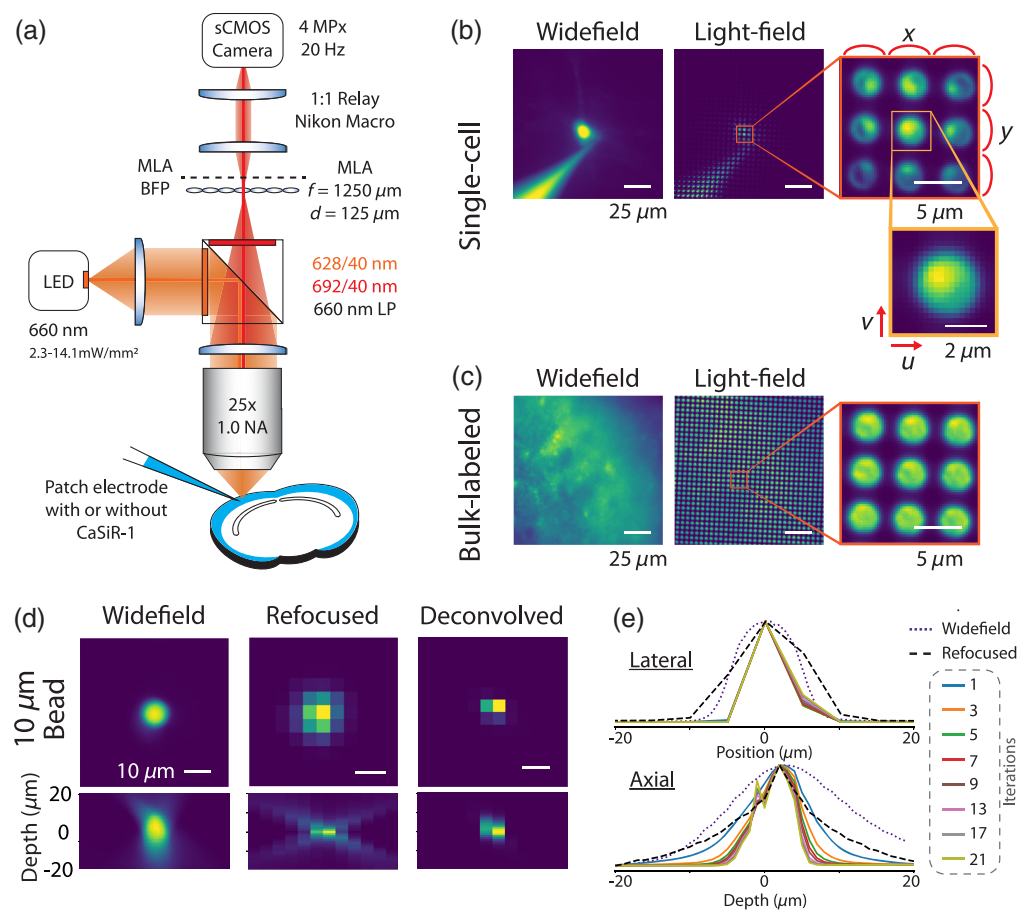 (a)
sCMOS
Camera
4 MPx
20 Hz
1:1 Relay
Nikon Macro
MLA
BFP
MLA
f = 1250 µm
d = 125 µm
LED
628/40 nm
692/40 nm
660 nm LP
660 nm
2.3-14.1mW/mm²
25x
1.0 NA
Patch electrode
with or without
CaSiR-1
(b)
Widefield
Light-field
x
y
Single-cell
25 µm
5 µm
v
u
2 µm
(c)
Widefield
Light-field
Bulk-labeled
25 µm
5 µm
(d)
Widefield
Refocused
Deconvolved
10 µm
Bead
10 µm
Depth (µm)
20
0
-20
(e)
Widefield
Refocused
Lateral
-20
0
20
Position (µm)
Axial
-20
0
20
Depth (µm)
1
3
5
7
9
13
17
21
Iterations